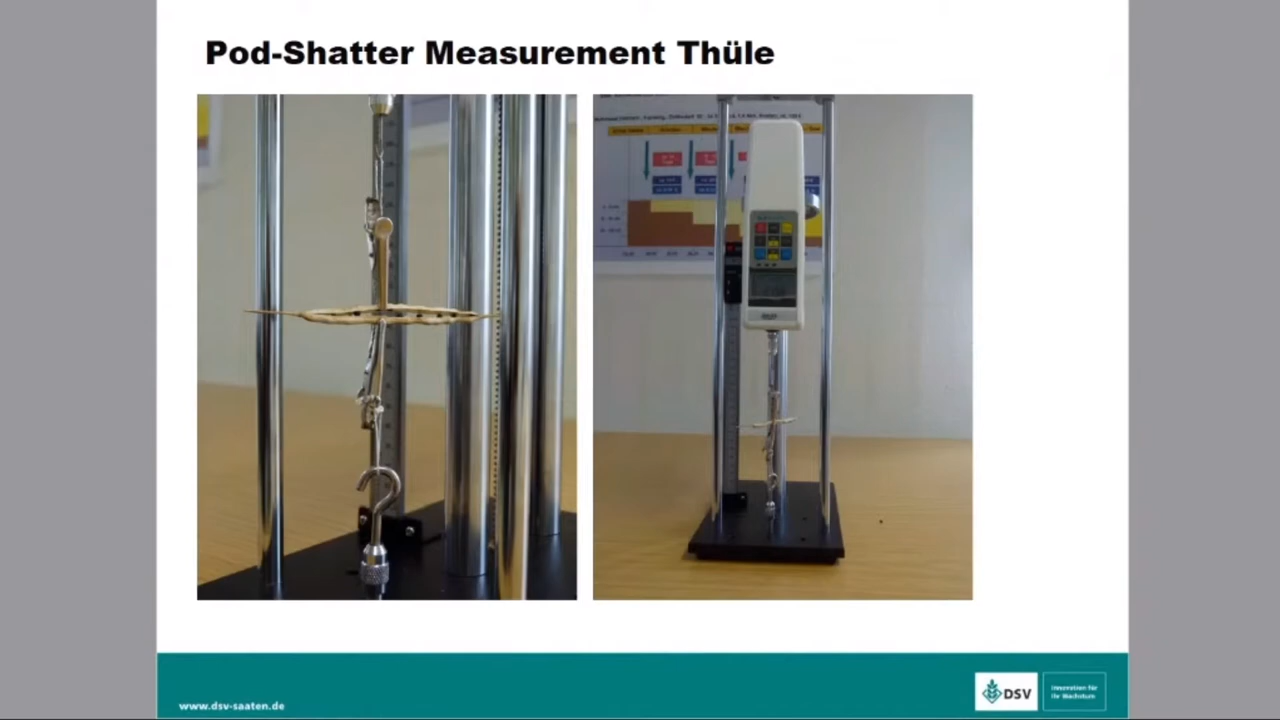 Pod-Shatter Measurement Thüle
www.dsv-saaten.de
DSV
Innovation für
Ihr Wachstum